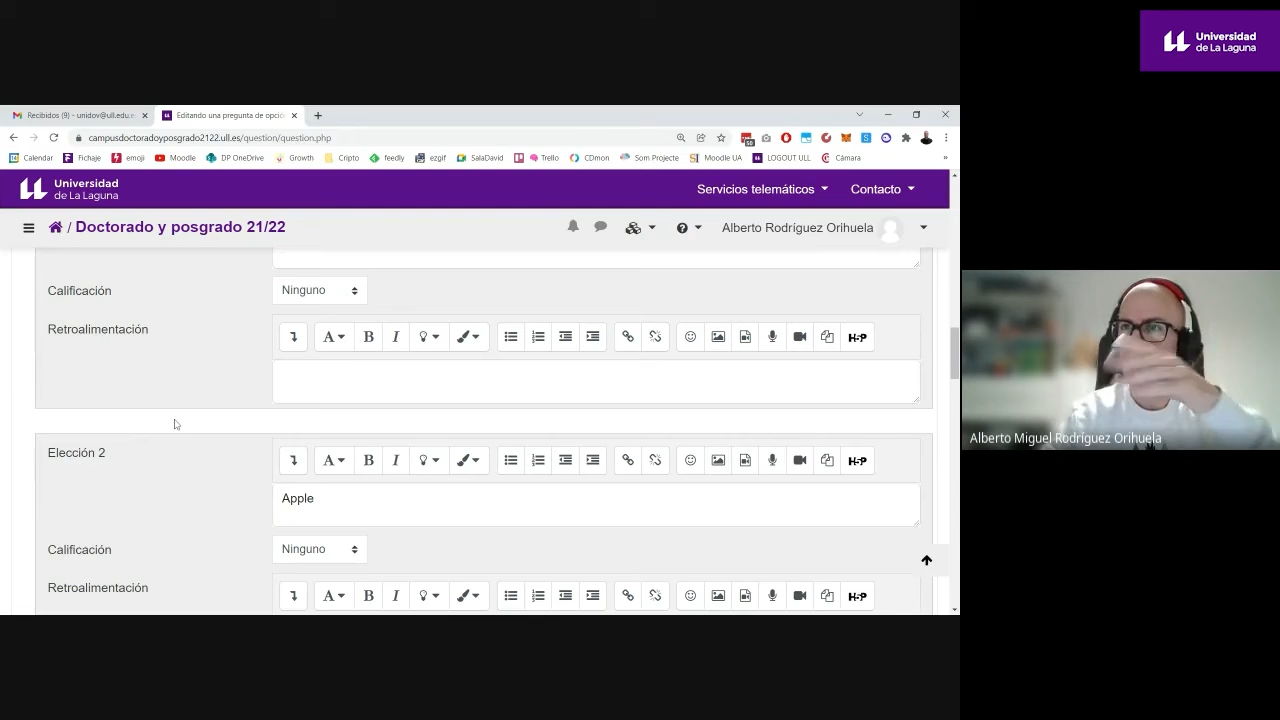 Universidad
de La Laguna
Recibidos (9) - unidov@ull.edu.e
Editando una pregunta de opció
campusdoctoradoyposgrado2122.ull.es/question/question.php
50
Calendar
Fichaje
emoji
Moodle
DP OneDrive
Growth
Cripto
feedly
ezgif
SalaDavid
Trello
CDmon
Som Projecte
Moodle UA
LOGOUT ULL
Cámara
»
Universidad
de La Laguna
Servicios telemáticos
Contacto
/ Doctorado y posgrado 21/22
Alberto Rodríguez Orihuela
Calificación
Ninguno
Retroalimentación
A B I H-P
Alberto Miguel Rodríguez Orihuela
Elección 2
A B I H-P
Apple
Calificación
Ninguno
Retroalimentación
A B I H-P